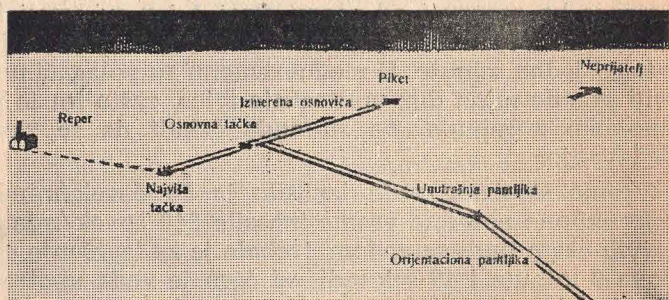 Neprijatelj
Piket
Izmerena osnovica
Reper
Osnovna tačka
Najviša
tačka
Unutrašnja pantljika
Orijentaciona pantljika